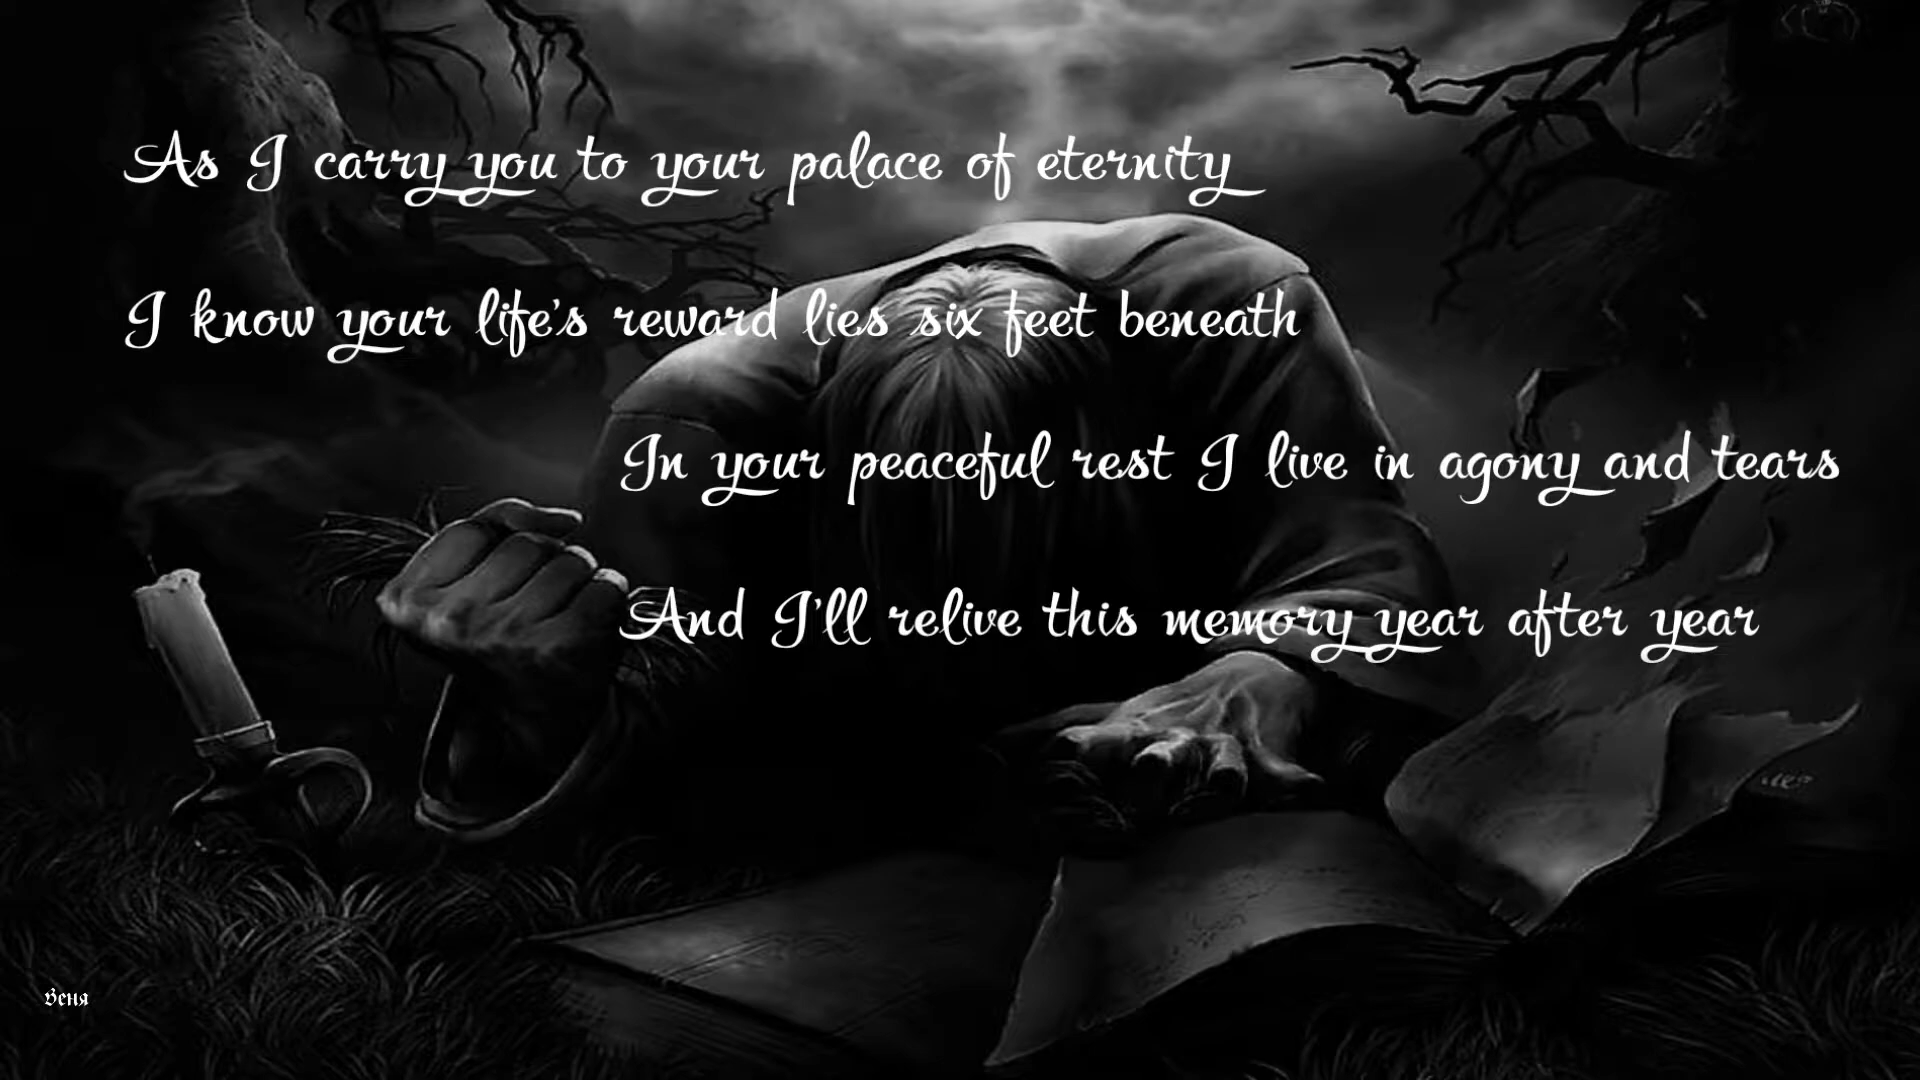 As I carry you to your palace of eternity
I know your life's reward lies six feet beneath
In your peaceful rest I live in agony and tears
And I'll relive this memory year after year
Веня